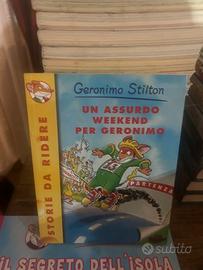 Geronimo Stilton
UN ASSURDO
WEEKEND
PER GERONIMO
STORIE DA RIDERE
PARTENZA
IL SEGRETO DELL'ISOLA
subito